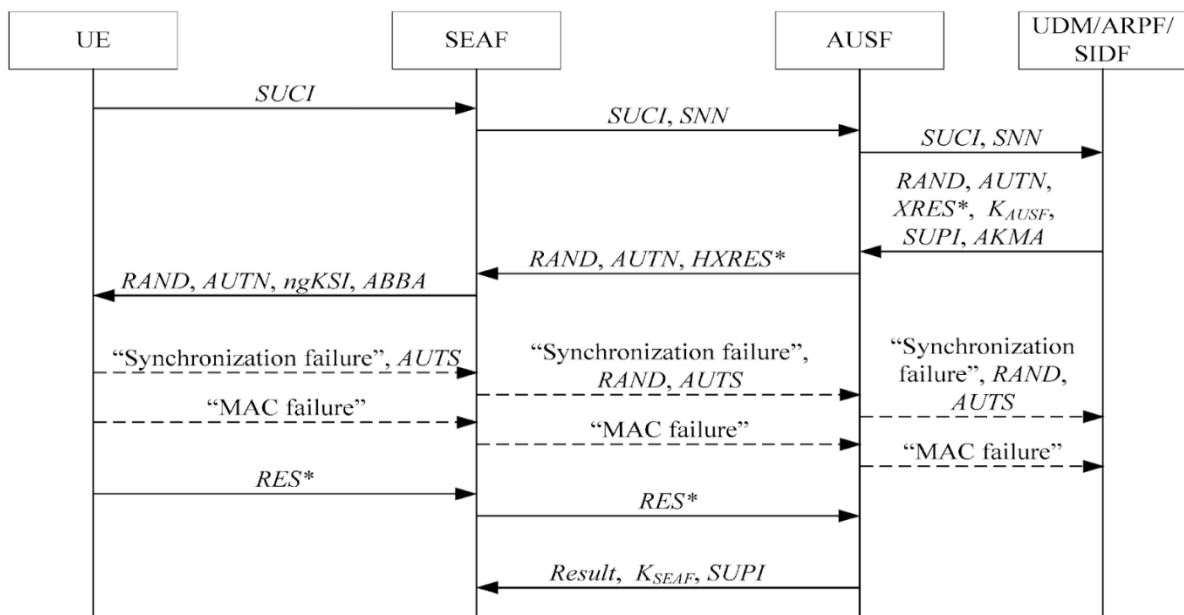 UE
SEAF
AUSF
UDM/ARPF/
SIDF
SUCI
SUCI, SNN
SUCI, SNN
RAND, AUTN,
XRES*, K_AUSF,
SUPI, AKMA
RAND, AUTN, HXRES*
RAND, AUTN, ngKSI, ABBA
“Synchronization failure”, AUTS
“Synchronization failure”,
RAND, AUTS
“Synchronization
failure”, RAND,
AUTS
“MAC failure”
“MAC failure”
“MAC failure”
RES*
RES*
Result, K_SEAF, SUPI